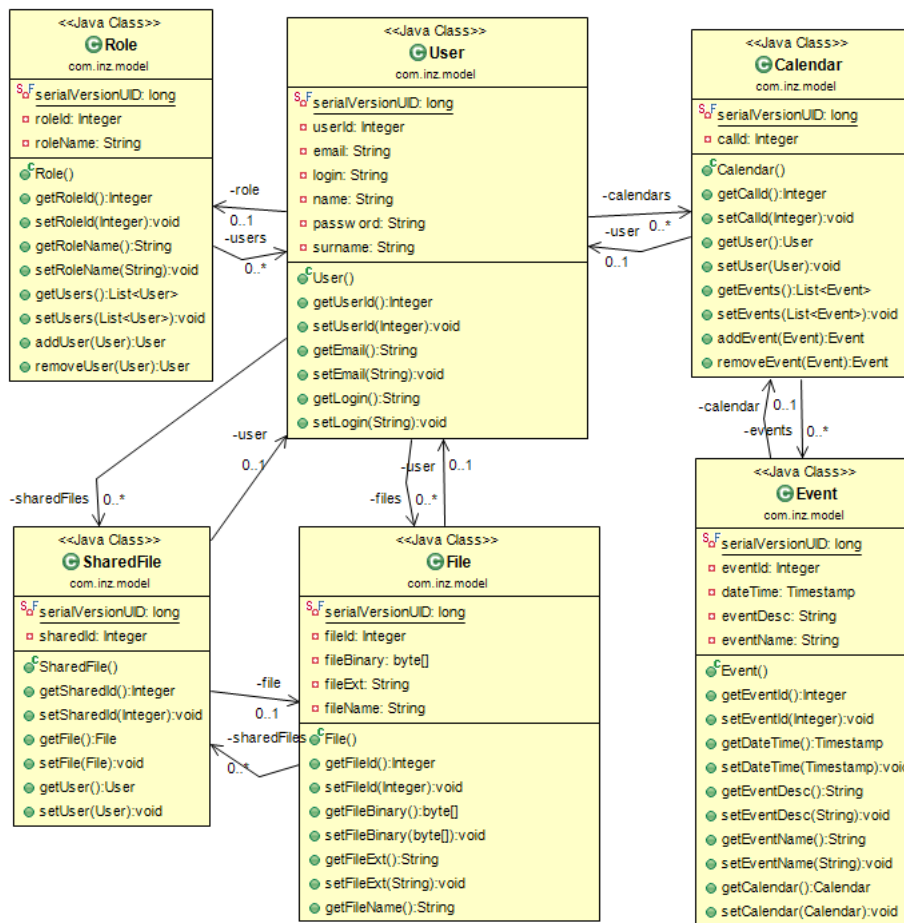 <<Java Class>>
Role
com.inz.model
serialVersionUID: long
roleId: Integer
roleName: String
Role()
getRoleId():Integer
setRoleId(Integer):void
getRoleName():String
setRoleName(String):void
getUsers():List<User>
setUsers(List<User>):void
addUser(User):User
removeUser(User):User
-role
0..1
-users
0..*
<<Java Class>>
User
com.inz.model
serialVersionUID: long
userId: Integer
email: String
login: String
name: String
password: String
surname: String
User()
getUserId():Integer
setUserId(Integer):void
getEmail():String
setEmail(String):void
getLogin():String
setLogin(String):void
-calendars
0..*
-user
0..1
<<Java Class>>
Calendar
com.inz.model
serialVersionUID: long
calId: Integer
Calendar()
getCalId():Integer
setCalId(Integer):void
getUser():User
setUser(User):void
getEvents():List<Event>
setEvents(List<Event>):void
addEvent(Event):Event
removeEvent(Event):Event
-calendar
0..1
-events
0..*
-user
0..1
-sharedFiles
0..*
-user
0..1
-files
0..*
<<Java Class>>
SharedFile
com.inz.model
serialVersionUID: long
sharedId: Integer
SharedFile()
getSharedId():Integer
setSharedId(Integer):void
getFile():File
setFile(File):void
getUser():User
setUser(User):void
-file
0..1
-sharedFiles
0..*
<<Java Class>>
File
com.inz.model
serialVersionUID: long
fileId: Integer
fileBinary: byte[]
fileExt: String
fileName: String
File()
getFileId():Integer
setFileId(Integer):void
getFileBinary():byte[]
setFileBinary(byte[]):void
getFileExt():String
setFileExt(String):void
getFileName():String
<<Java Class>>
Event
com.inz.model
serialVersionUID: long
eventId: Integer
dateTime: Timestamp
eventDesc: String
eventName: String
Event()
getEventId():Integer
setEventId(Integer):void
getDateTime():Timestamp
setDateTime(Timestamp):void
getEventDesc():String
setEventDesc(String):void
getEventName():String
setEventName(String):void
getCalendar():Calendar
setCalendar(Calendar):void